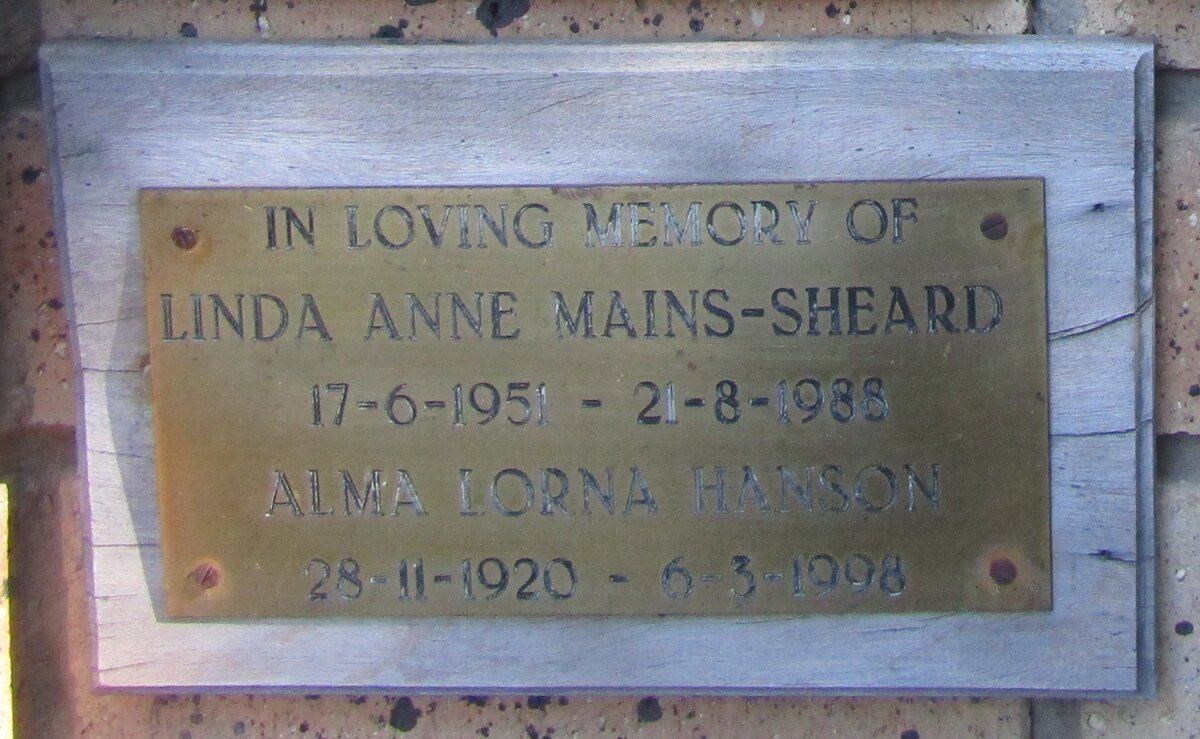 IN LOVING MEMORY OF
LINDA ANNE MAINS-SHEARD
17-6-1951 - 21-8-1988
ALMA LORNA HANSON
28-11-1920 - 6-3-1998